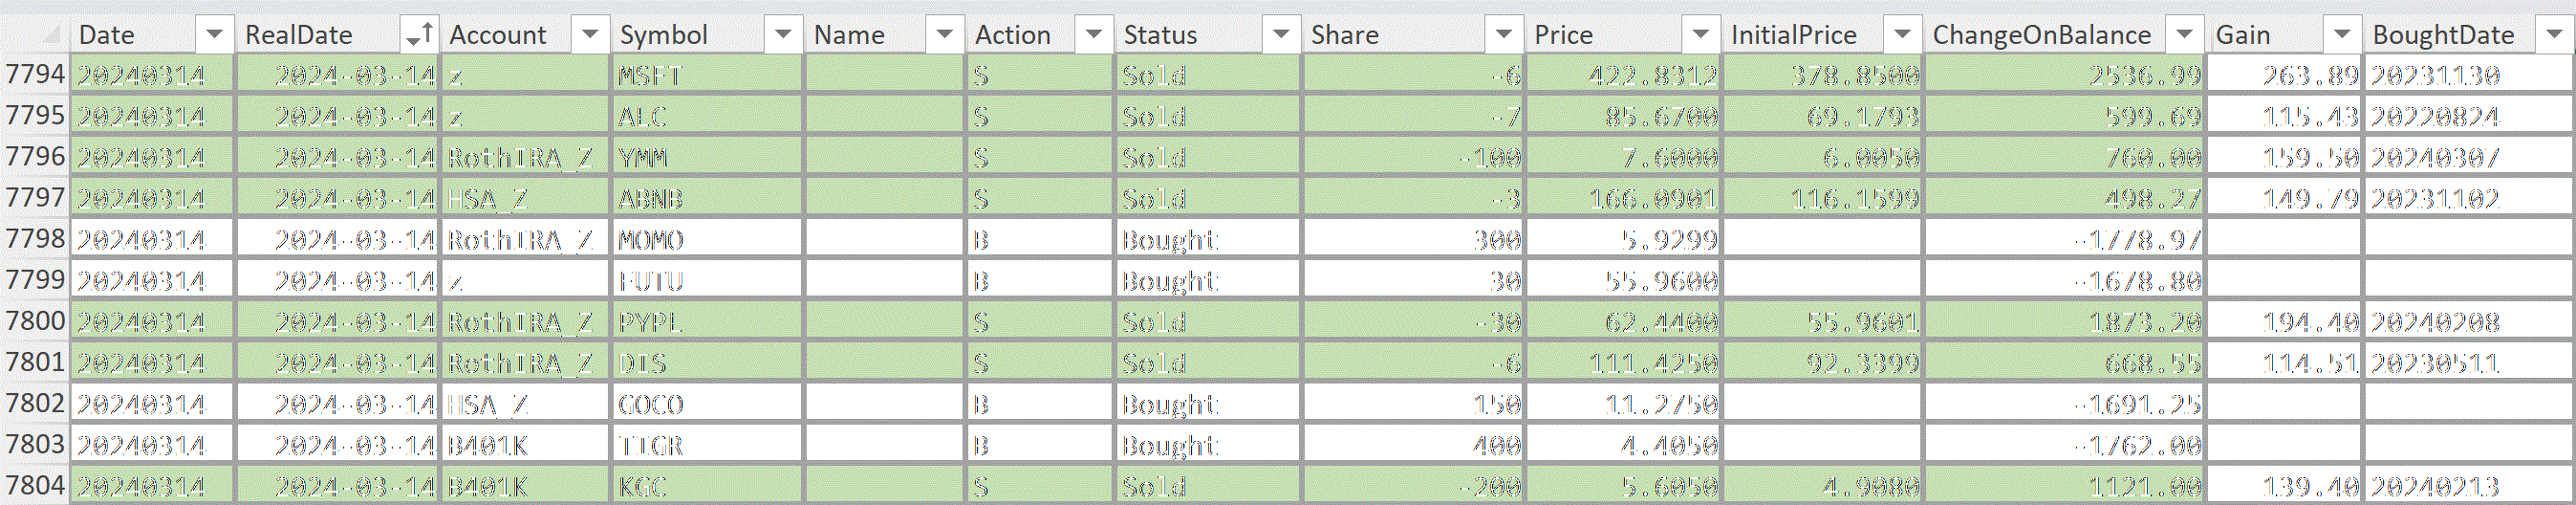 Date RealDate Account Symbol Name Action Status Share Price InitialPrice ChangeOnBalance Gain BoughtDate
7794 20240314 2024-03-14 z MSFT S Sold -6 422.8312 378.8500 2536.99 263.89 20231130
7795 20240314 2024-03-14 z ALC S Sold -7 85.6700 69.1793 599.69 115.43 20220824
7796 20240314 2024-03-14 RothIRA_Z YMM S Sold -100 7.6000 6.0050 760.00 159.50 20240307
7797 20240314 2024-03-14 HSA_Z ABNB S Sold -3 166.0901 116.1599 498.27 149.79 20231102
7798 20240314 2024-03-14 RothIRA_Z MOMO B Bought 300 5.9299 -1778.97
7799 20240314 2024-03-14 z FUTU B Bought 30 55.9600 -1678.80
7800 20240314 2024-03-14 RothIRA_Z PYPL S Sold -30 62.4400 55.9601 1873.20 194.40 20240208
7801 20240314 2024-03-14 RothIRA_Z DIS S Sold -6 111.4250 92.3399 668.55 114.51 20230511
7802 20240314 2024-03-14 HSA_Z GOCO B Bought 150 11.2750 -1691.25
7803 20240314 2024-03-14 B401K TIGR B Bought 400 4.4050 -1762.00
7804 20240314 2024-03-14 B401K KGC S Sold -200 5.6050 4.9080 1121.00 139.40 20240213